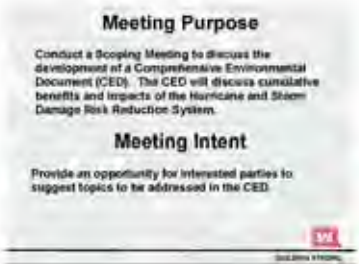 Meeting Purpose
Conduct a Scoping Meeting to discuss the
development of a Comprehensive Environmental
Document (CED). The CED will discuss cumulative
benefits and impacts of the Hurricane and Storm
Damage Risk Reduction System.
Meeting Intent
Provide an opportunity for interested parties to
suggest topics to be addressed in the CED
BUILDING STRONG